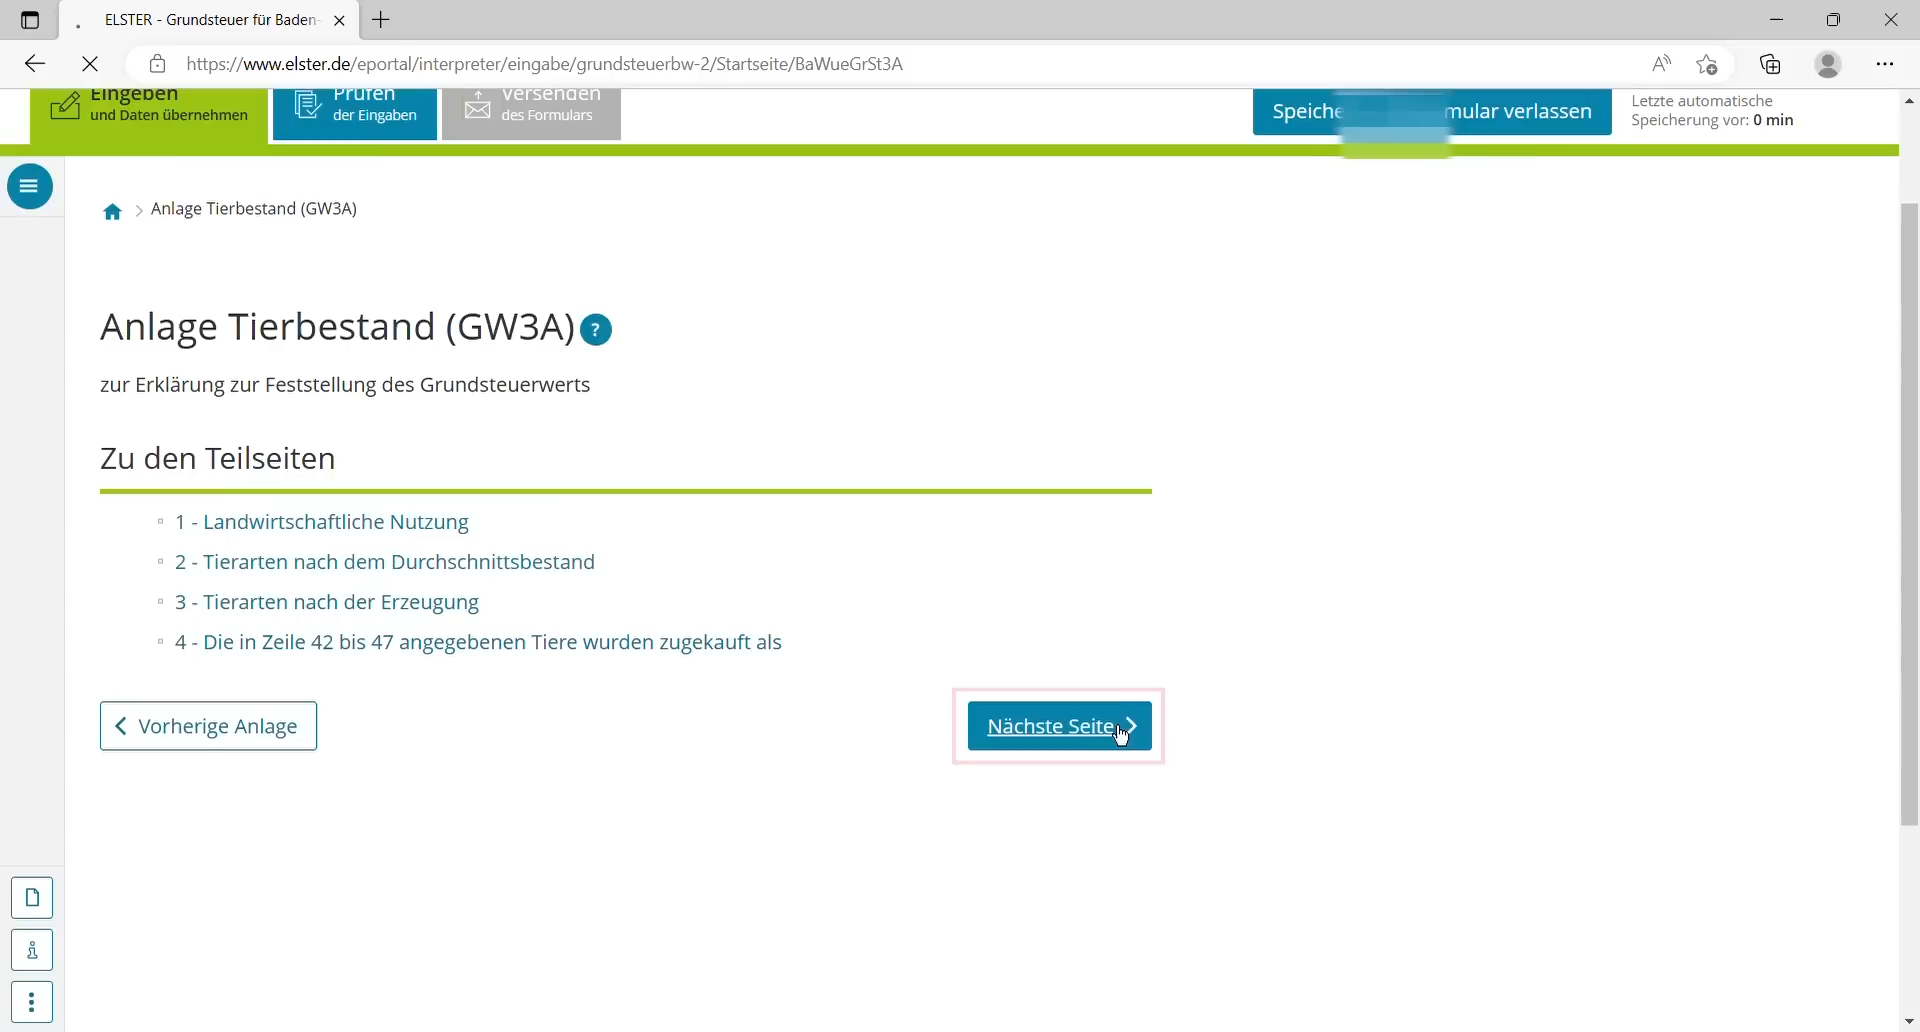 ELSTER - Grundsteuer für Baden-
https://www.elster.de/eportal/interpreter/eingabe/grundsteuerbw-2/Startseite/BaWueGrSt3A
Eingeben
und Daten übernehmen
Prüfen
der Eingaben
Versenden
des Formulars
Speiche mular verlassen
Letzte automatische
Speicherung vor: 0 min
Anlage Tierbestand (GW3A)
Anlage Tierbestand (GW3A) ?
zur Erklärung zur Feststellung des Grundsteuerwerts
Zu den Teilseiten
1 - Landwirtschaftliche Nutzung
2 - Tierarten nach dem Durchschnittsbestand
3 - Tierarten nach der Erzeugung
4 - Die in Zeile 42 bis 47 angegebenen Tiere wurden zugekauft als
Vorherige Anlage
Nächste Seite